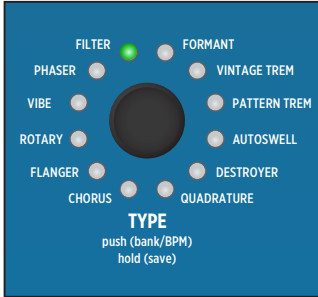 FILTER FORMANT
PHASER VINTAGE TREM
VIBE PATTERN TREM
ROTARY AUTOSWELL
FLANGER DESTROYER
CHORUS QUADRATURE
TYPE
push (bank/BPM)
hold (save)